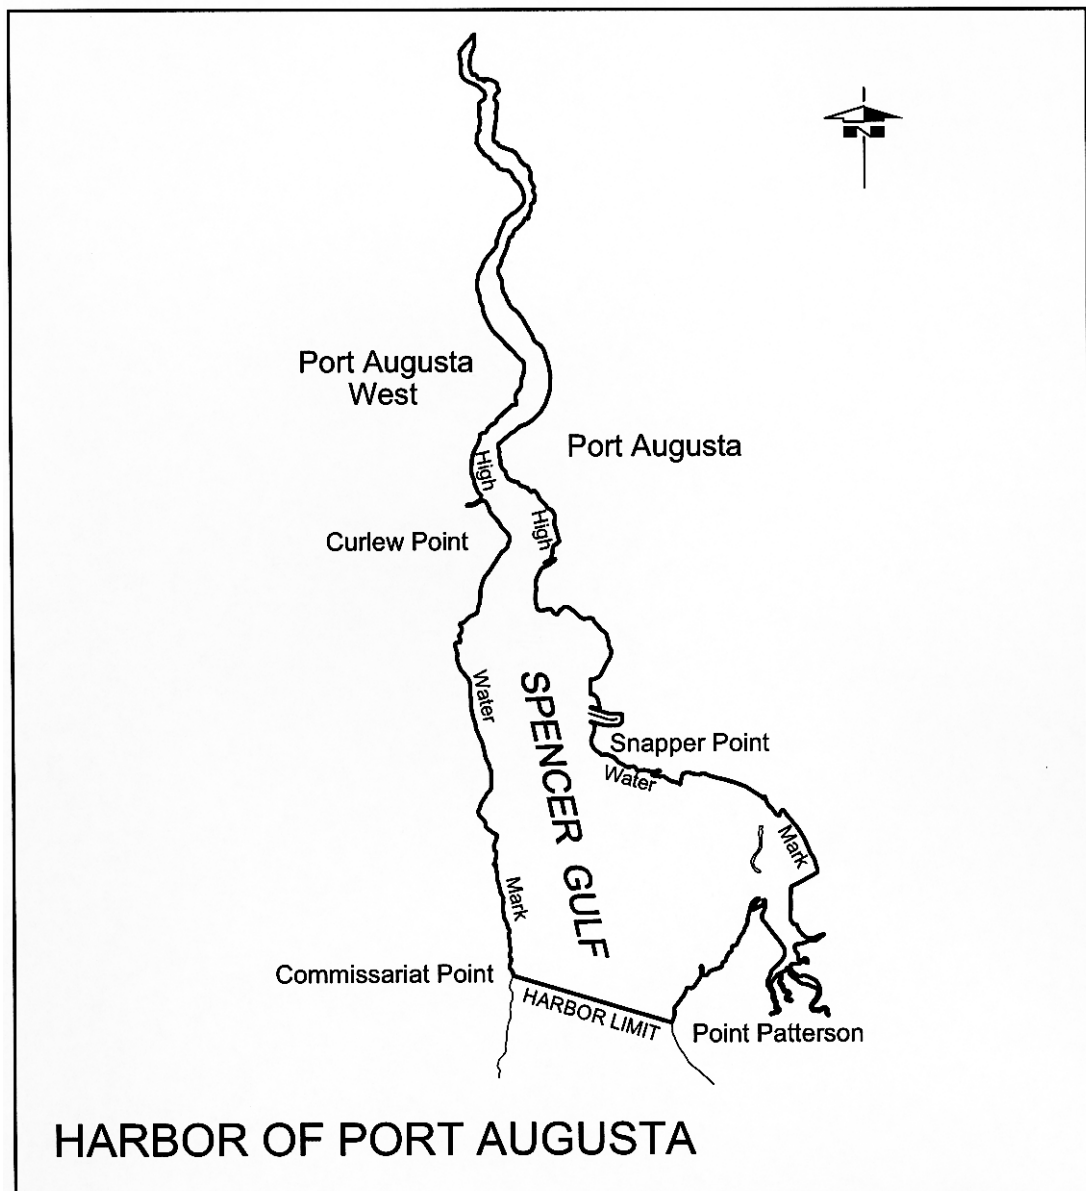 N
Port Augusta
West
Port Augusta
High
High
Curlew Point
Water
SPENCER GULF
Snapper Point
Water
Mark
Mark
Commissariat Point
HARBOR LIMIT
Point Patterson
HARBOR OF PORT AUGUSTA